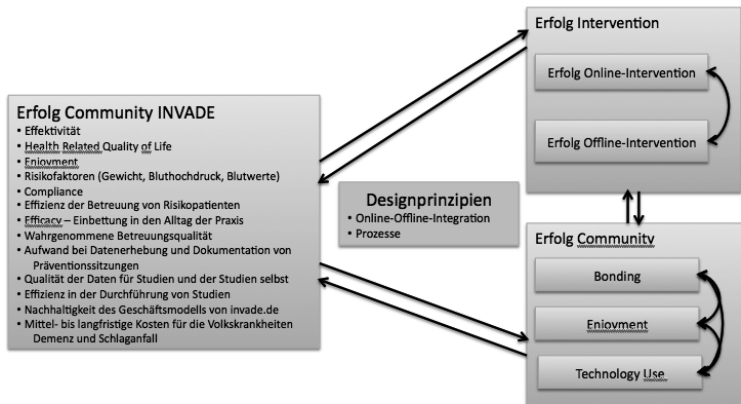 Erfolg Community INVADE
• Effektivität
• Health Related Quality of Life
• Enjoyment
• Risikofaktoren (Gewicht, Bluthochdruck, Blutwerte)
• Compliance
• Effizienz der Betreuung von Risikopatienten
• Efficacy – Einbettung in den Alltag der Praxis
• Wahrgenommene Betreuungsqualität
• Aufwand bei Datenerhebung und Dokumentation von
Präventionssitzungen
• Qualität der Daten für Studien und der Studien selbst
• Effizienz in der Durchführung von Studien
• Nachhaltigkeit des Geschäftsmodells von invade.de
• Mittel- bis langfristige Kosten für die Volkskrankheiten
Demenz und Schlaganfall
Designprinzipien
• Online-Offline-Integration
• Prozesse
Erfolg Intervention
Erfolg Online-Intervention
Erfolg Offline-Intervention
Erfolg Community
Bonding
Enjoyment
Technology Use